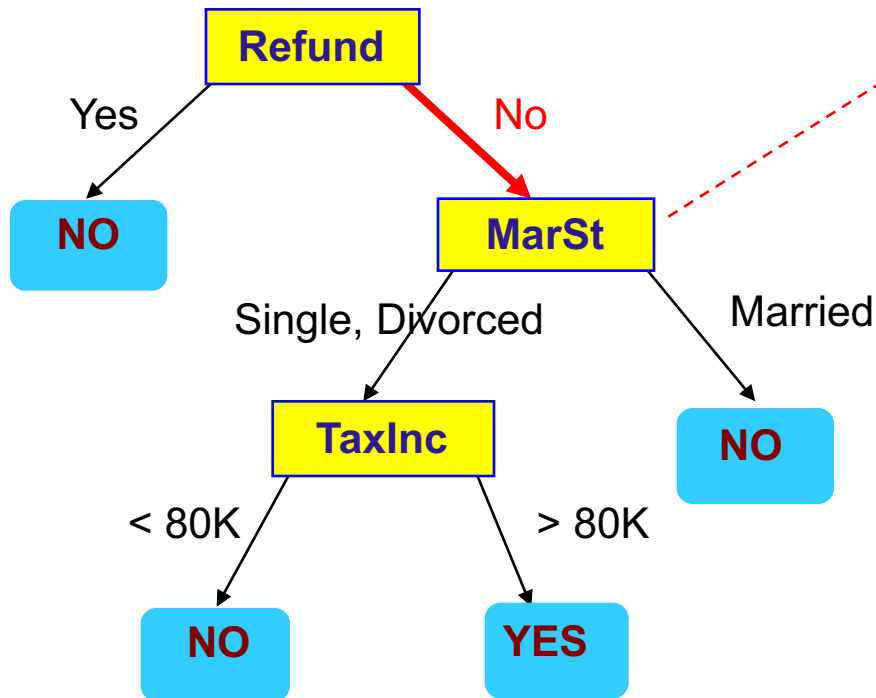 Refund
Yes
No
NO
MarSt
Single, Divorced
Married
TaxInc
NO
< 80K
> 80K
NO
YES